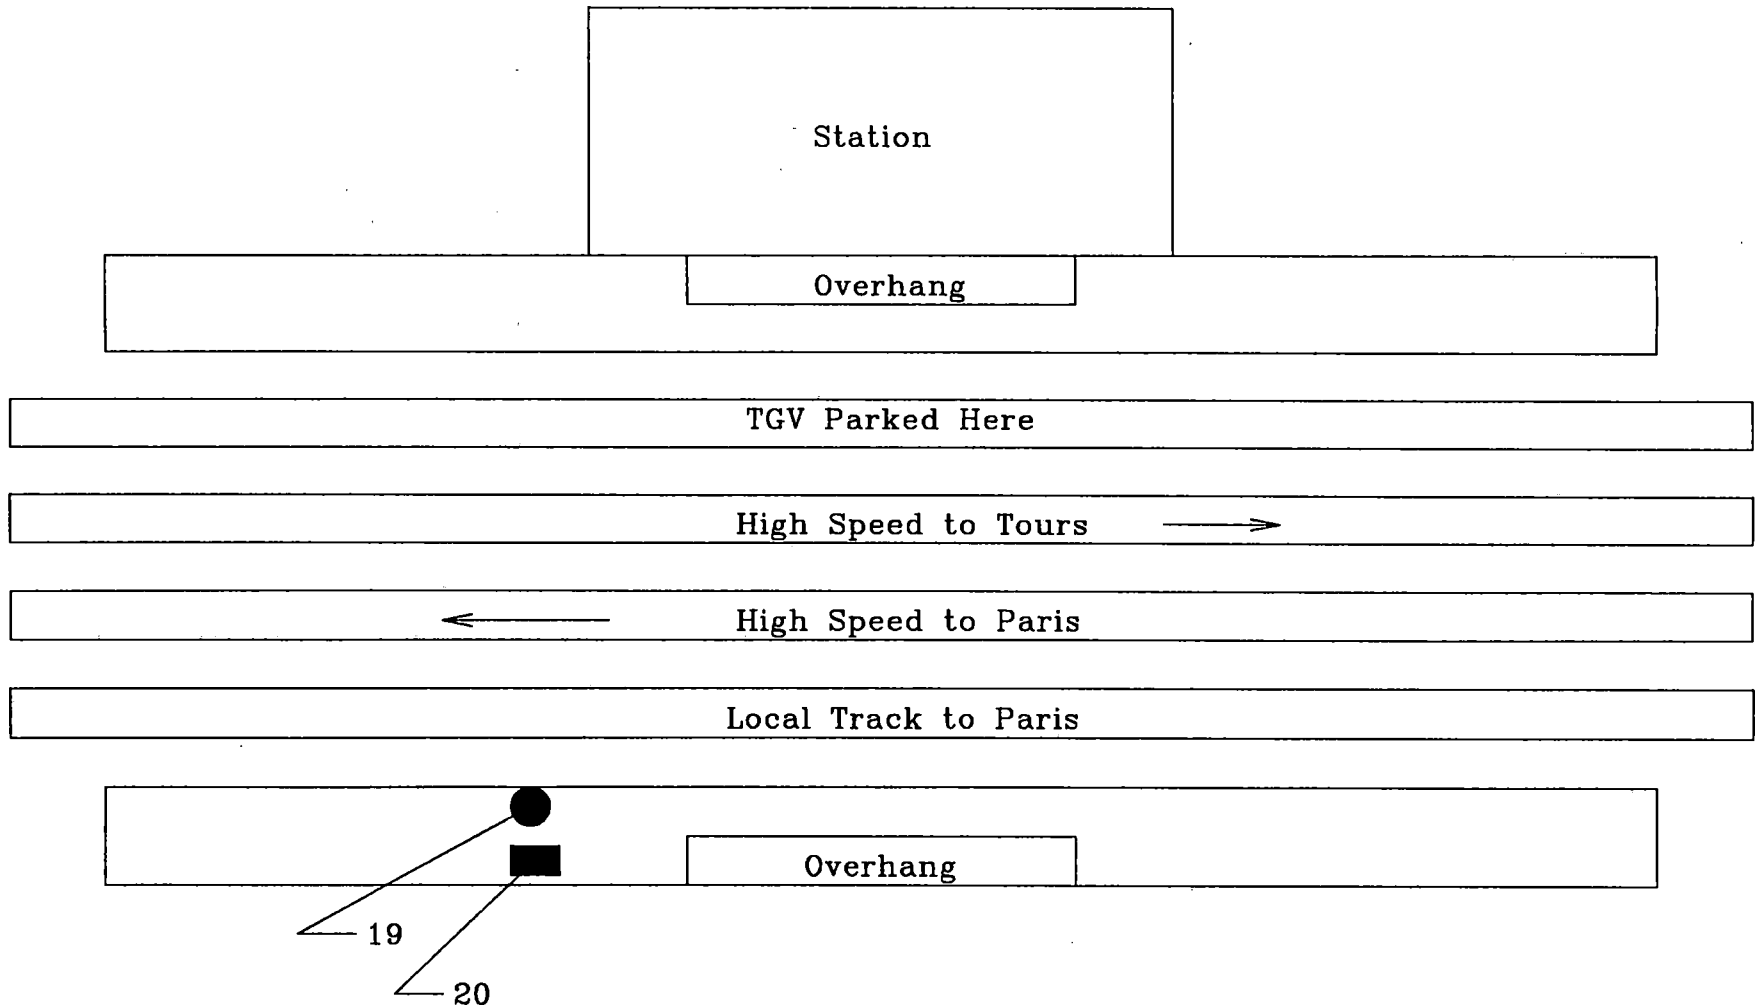 Station
Overhang
TGV Parked Here
High Speed to Tours
High Speed to Paris
Local Track to Paris
Overhang
19
20